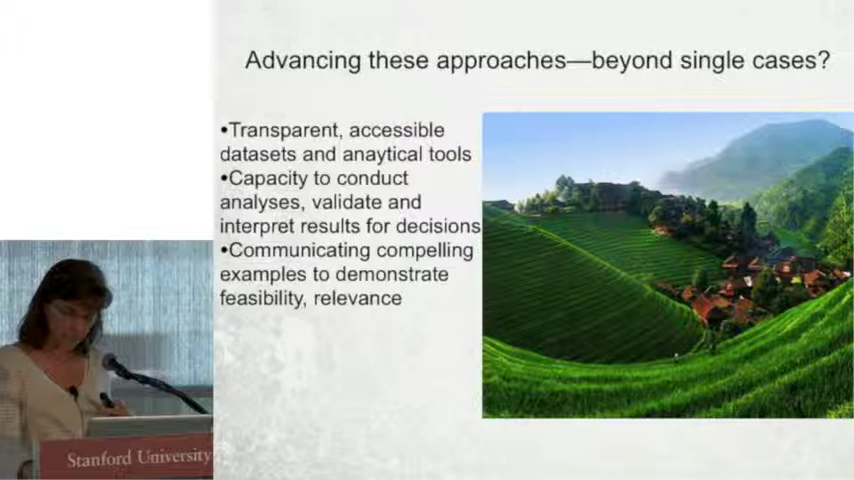 Advancing these approaches—beyond single cases?
•Transparent, accessible
datasets and anaytical tools
•Capacity to conduct
analyses, validate and
interpret results for decisions
•Communicating compelling
examples to demonstrate
feasibility, relevance
Stanford University